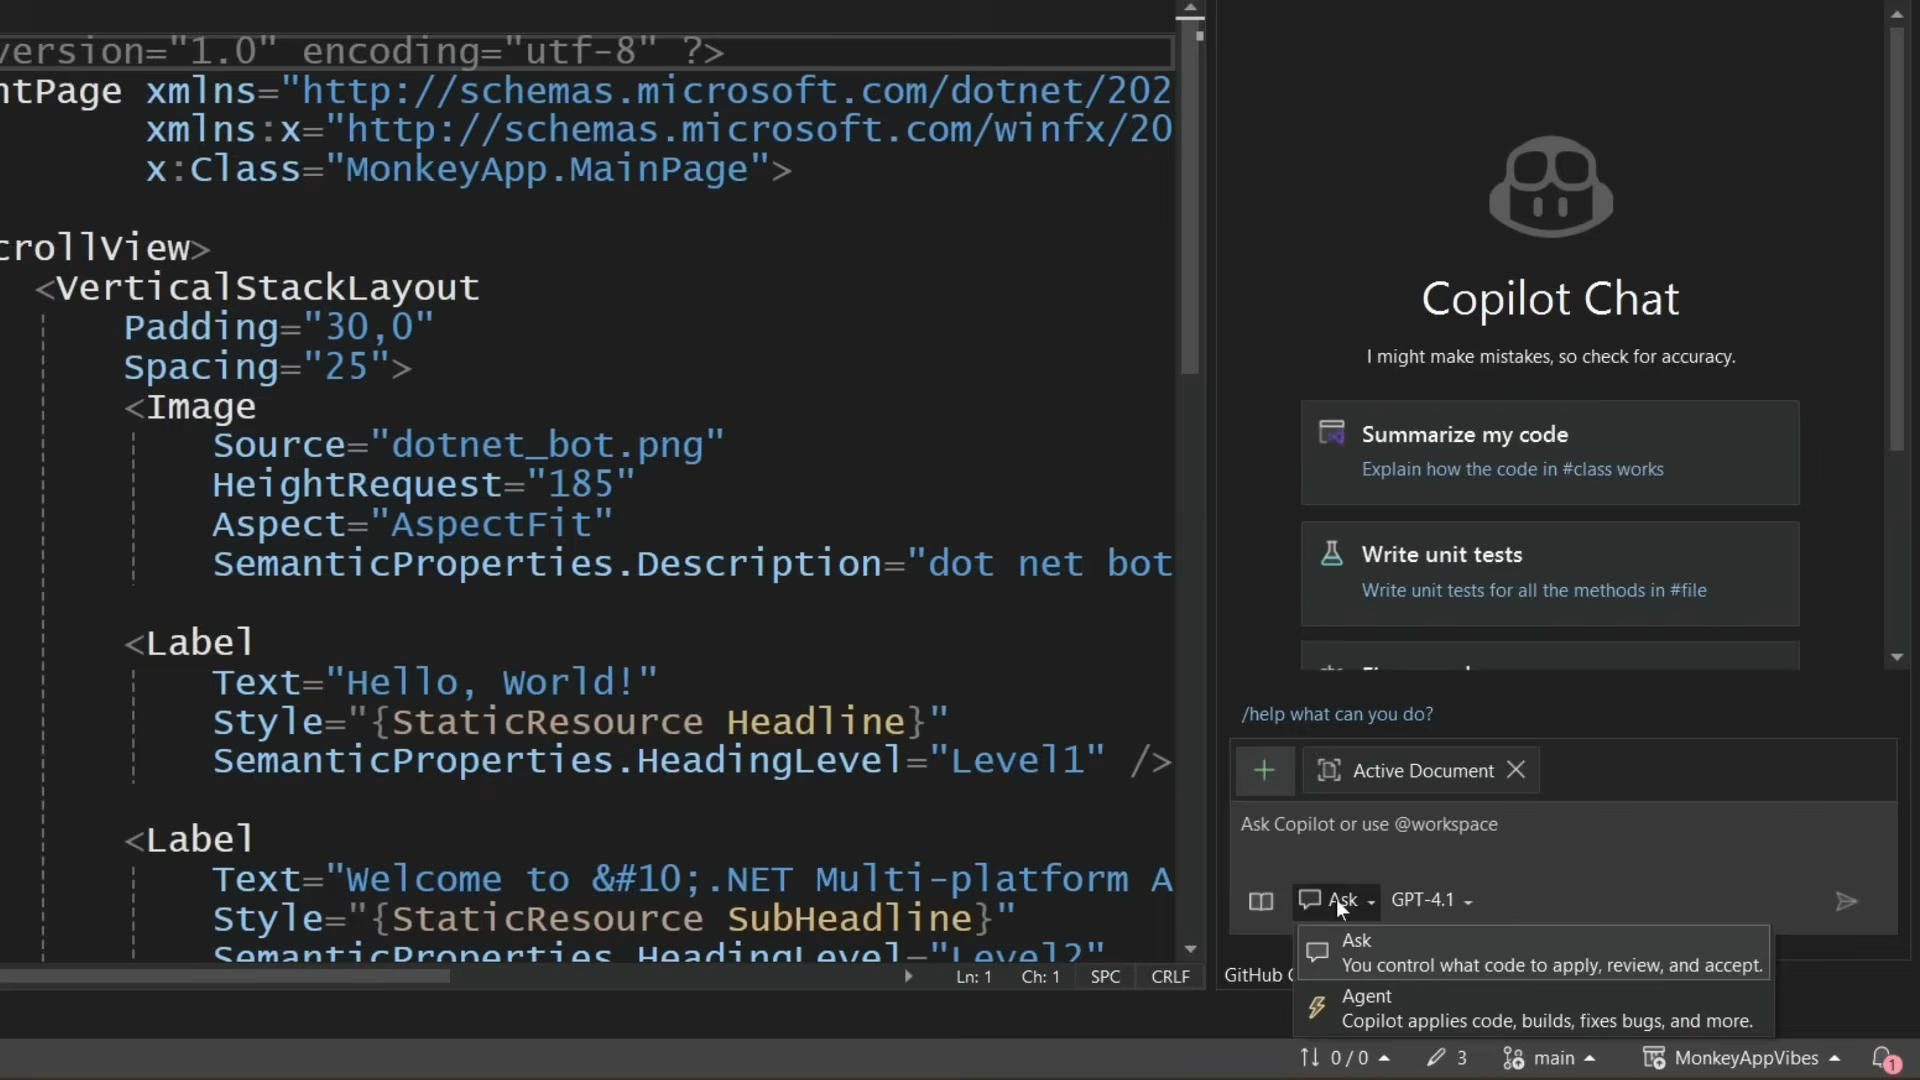 version="1.0" encoding="utf-8" ?>
ntPage xmlns="http://schemas.microsoft.com/dotnet/202
xmlns:x="http://schemas.microsoft.com/winfx/20
x:Class="MonkeyApp.MainPage">
crollView>
<VerticalStackLayout
Padding="30,0"
Spacing="25">
<Image
Source="dotnet_bot.png"
HeightRequest="185"
Aspect="AspectFit"
SemanticProperties.Description="dot net bot
<Label
Text="Hello, World!"
Style="{StaticResource Headline}"
SemanticProperties.HeadingLevel="Level1" />
<Label
Text="Welcome to &#10;.NET Multi-platform A
Style="{StaticResource SubHeadline}"
SemanticProperties.HeadingLevel="Level2"
Ln: 1 Ch: 1 SPC CRLF
Copilot Chat
I might make mistakes, so check for accuracy.
Summarize my code
Explain how the code in #class works
Write unit tests
Write unit tests for all the methods in #file
/help what can you do?
Active Document
Ask Copilot or use @workspace
Ask GPT-4.1
GitHub
Ask
You control what code to apply, review, and accept.
Agent
Copilot applies code, builds, fixes bugs, and more.
0 / 0 3 main MonkeyAppVibes 1